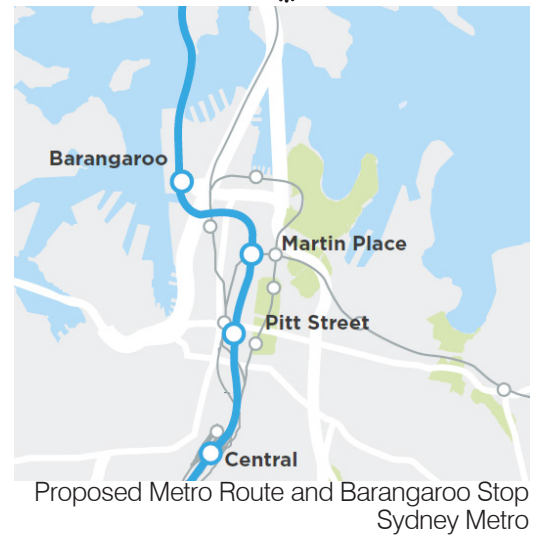 Barangaroo
Martin Place
Pitt Street
Central
Proposed Metro Route and Barangaroo Stop
Sydney Metro